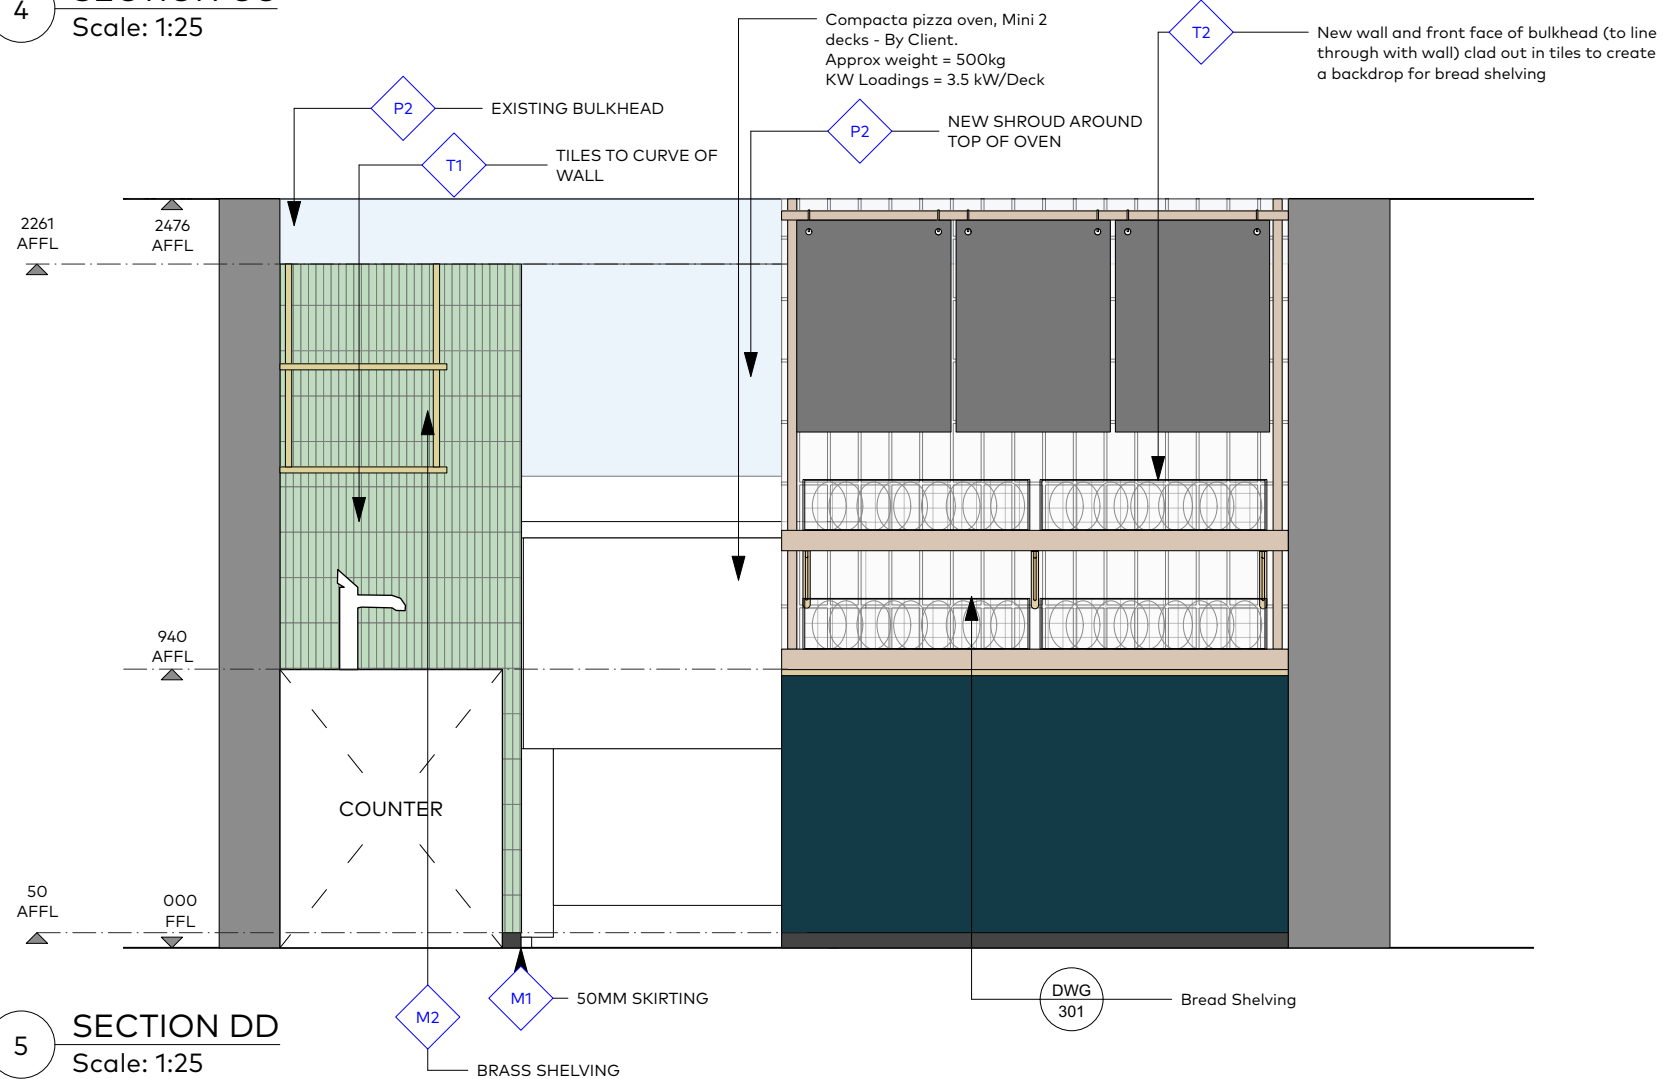 4
Scale: 1:25
Compacta pizza oven, Mini 2
decks - By Client.
Approx weight = 500kg
KW Loadings = 3.5 kW/Deck
T2
New wall and front face of bulkhead (to line
through with wall) clad out in tiles to create
a backdrop for bread shelving
P2
EXISTING BULKHEAD
P2
NEW SHROUD AROUND
TOP OF OVEN
T1
TILES TO CURVE OF
WALL
2261
AFFL
2476
AFFL
940
AFFL
COUNTER
50
AFFL
000
FFL
M1
50MM SKIRTING
M2
BRASS SHELVING
DWG
301
Bread Shelving
5
SECTION DD
Scale: 1:25